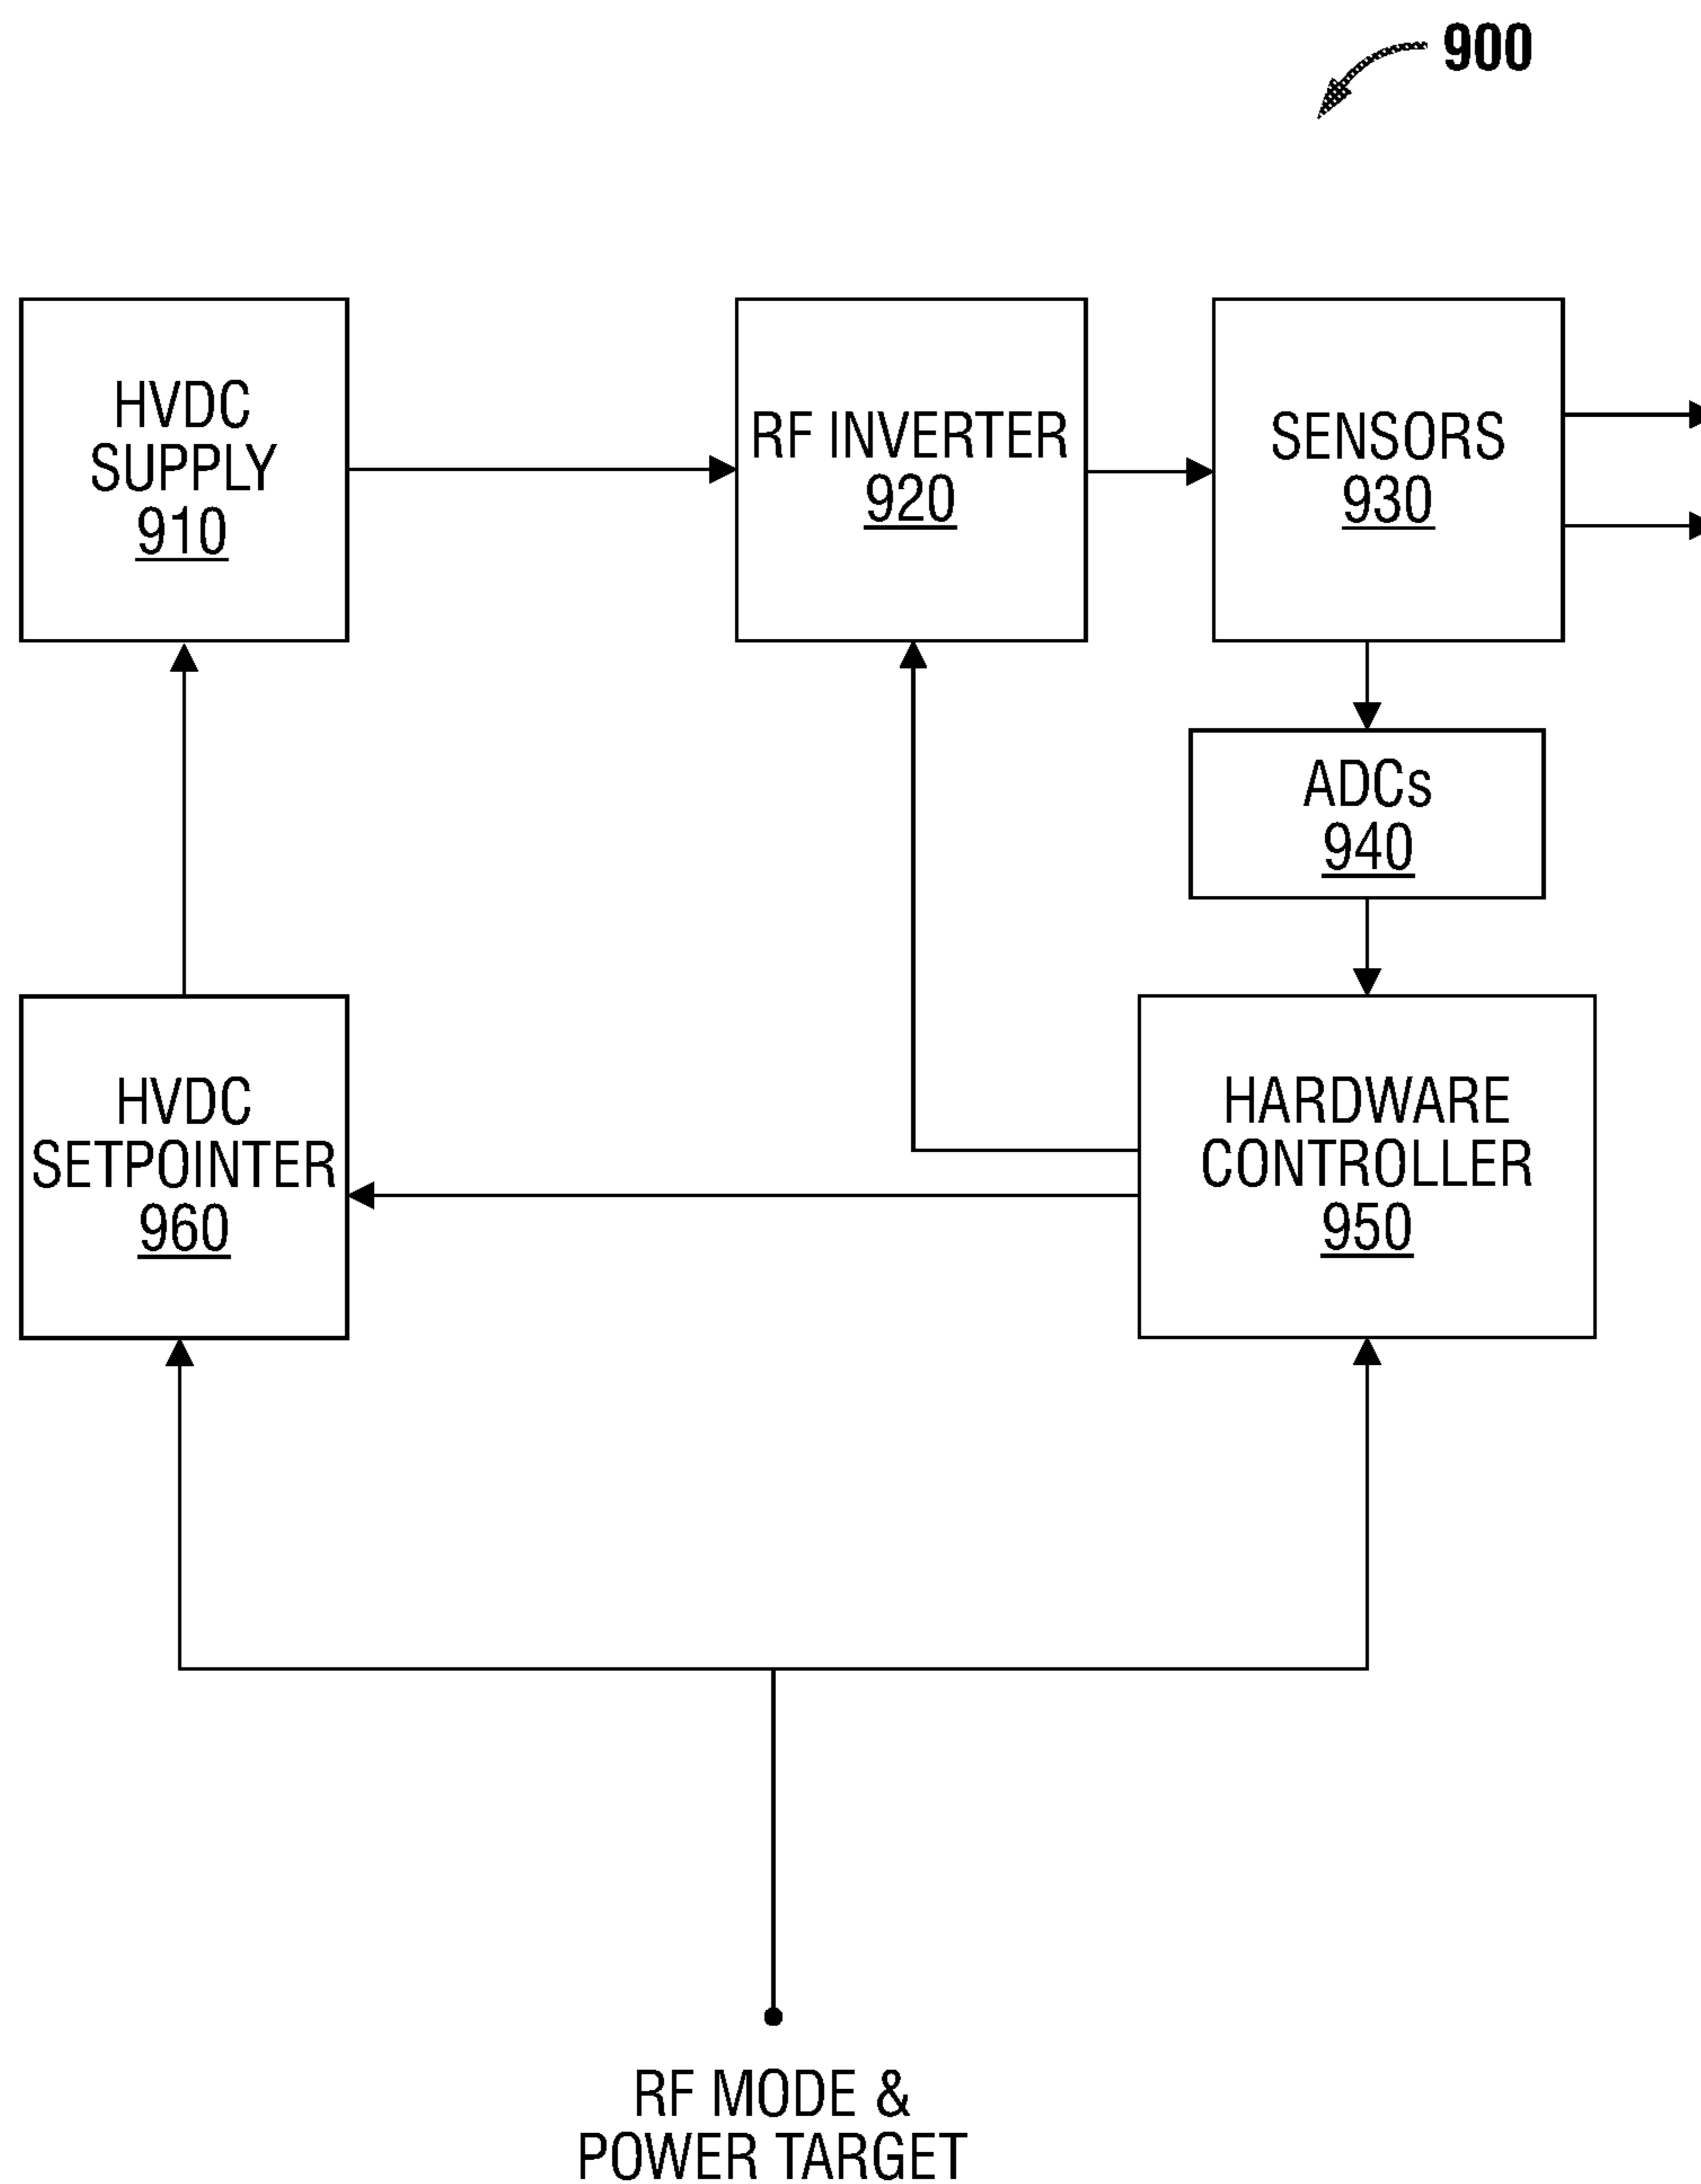 900
HVDC
SUPPLY
910
RF INVERTER
920
SENSORS
930
ADCs
940
HVDC
SETPOINTER
960
HARDWARE
CONTROLLER
950
RF MODE &
POWER TARGET